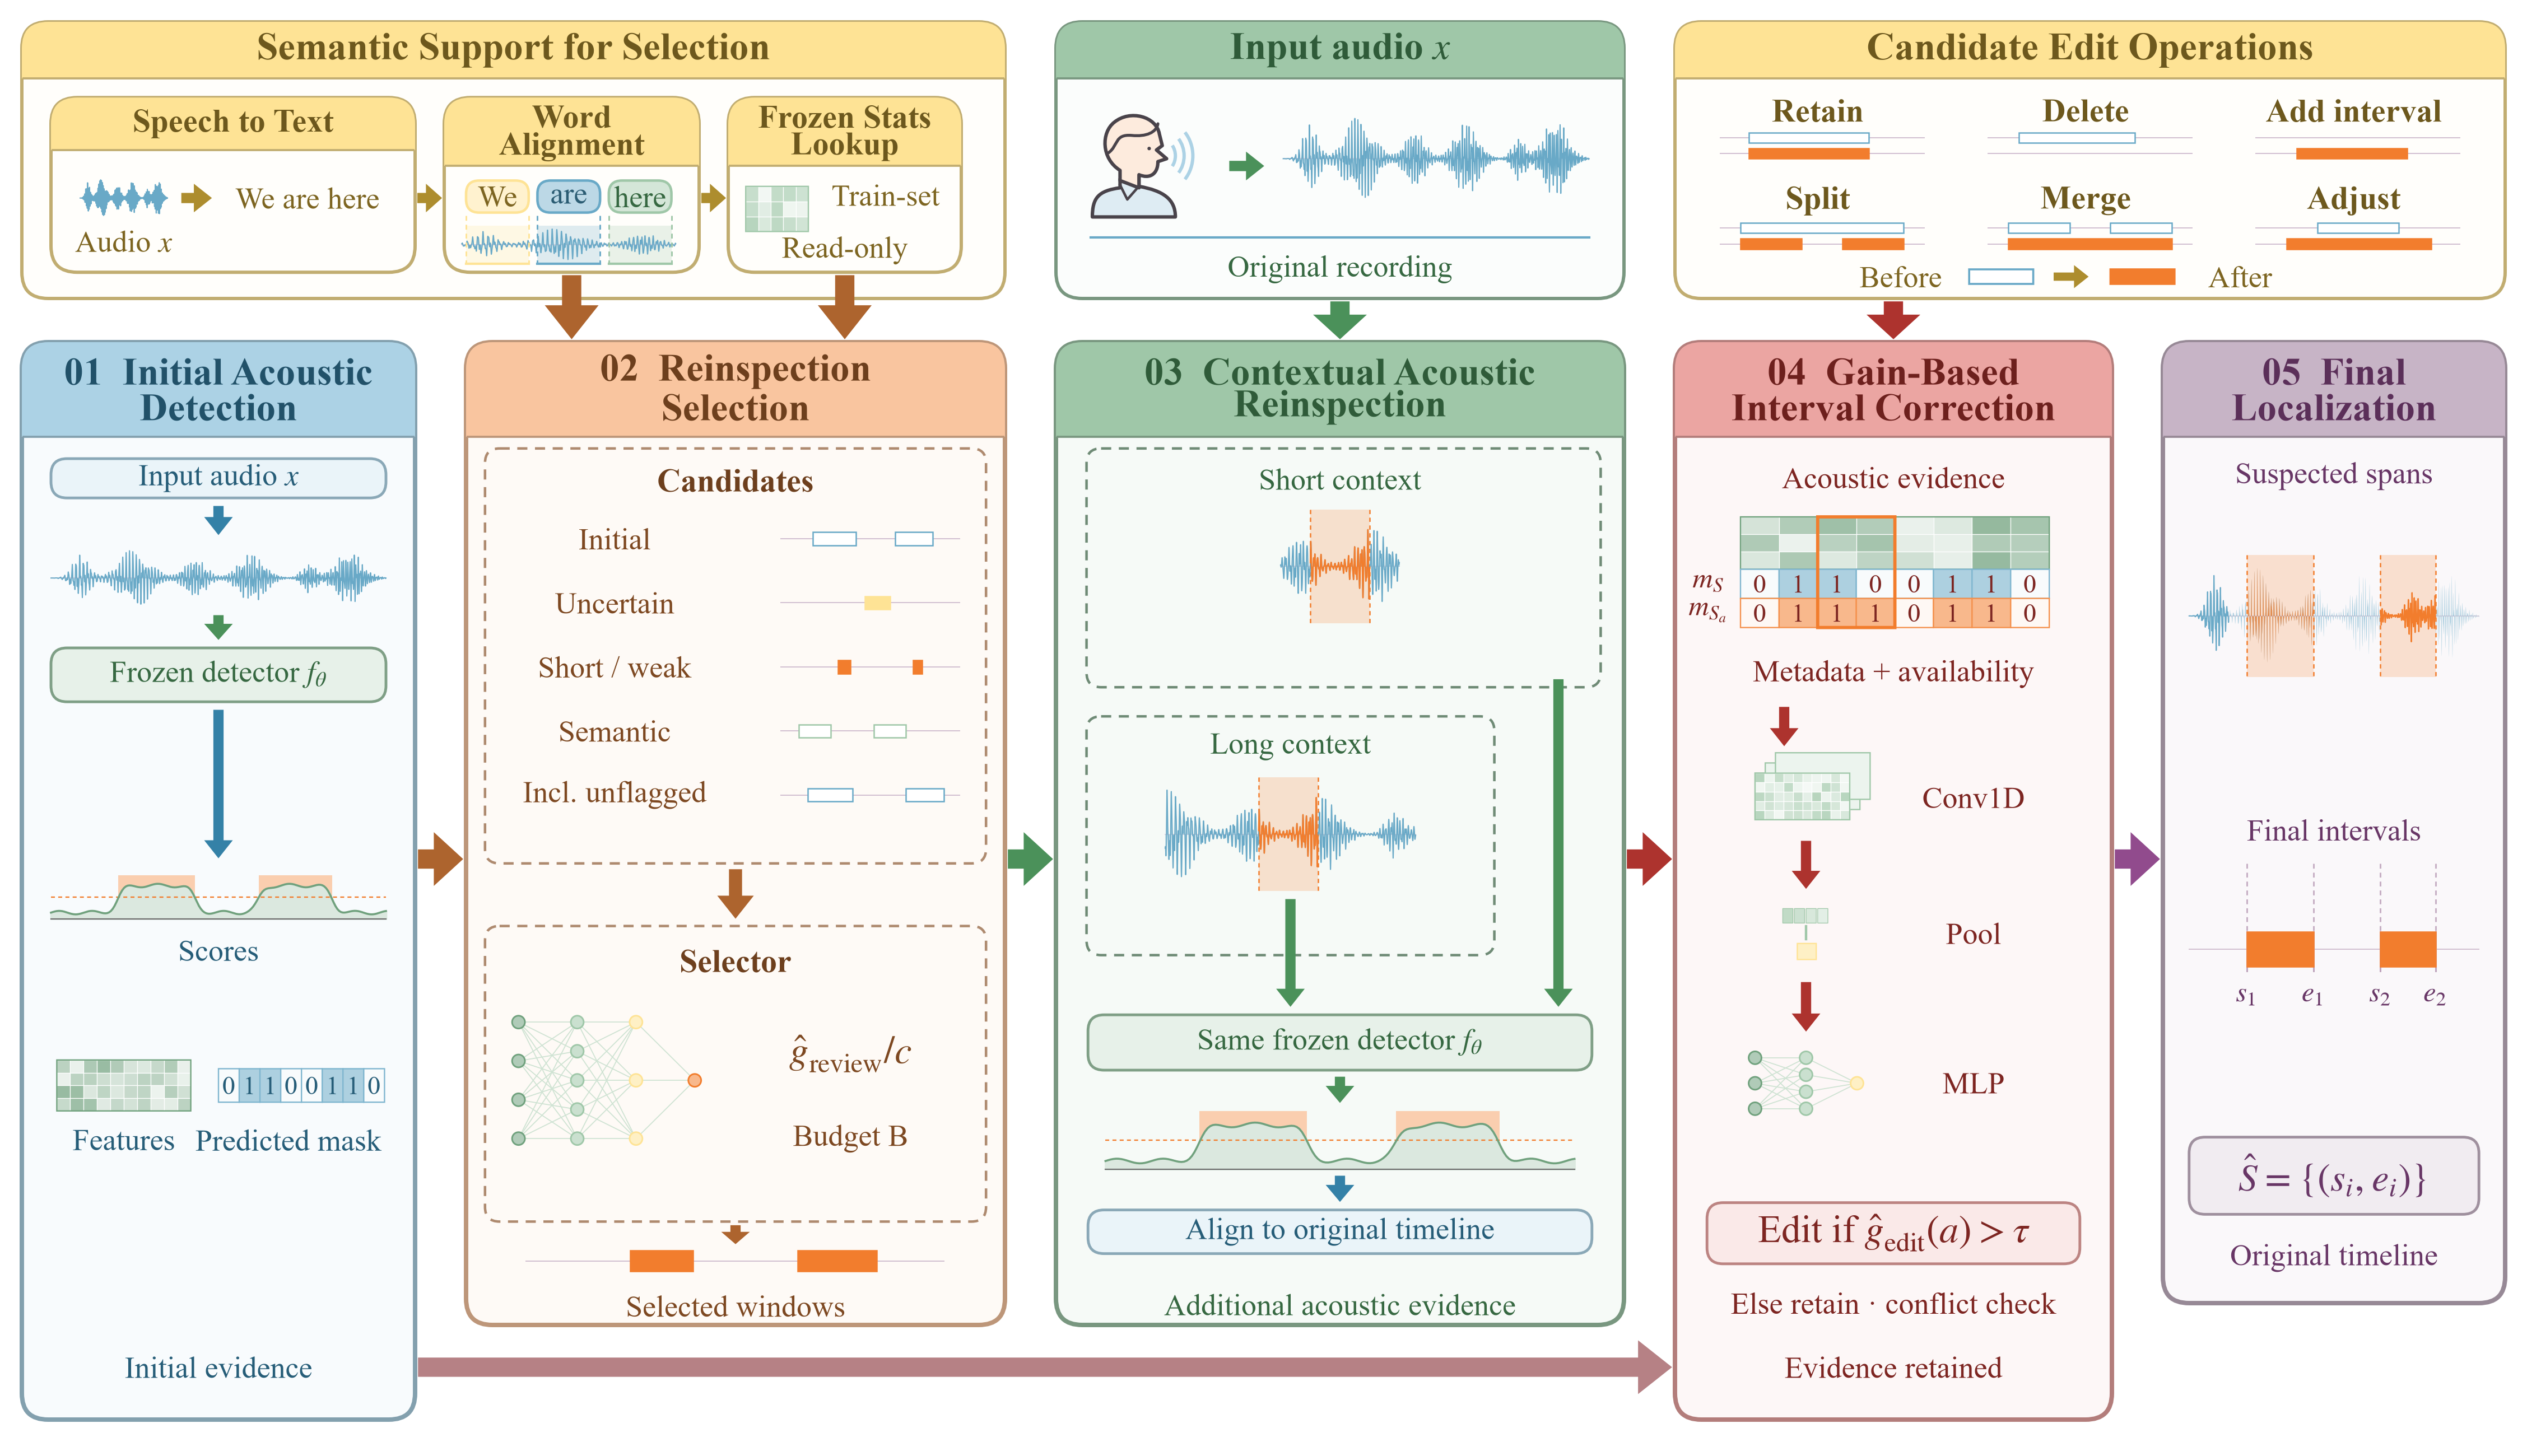 Semantic Support for Selection
Speech to Text
We are here
Audio x
Word
Alignment
We are here
Frozen Stats
Lookup
Train-set
Read-only
Input audio x
Original recording
Candidate Edit Operations
Retain Delete Add interval
Split Merge Adjust
Before After
01 Initial Acoustic
Detection
Input audio x
Frozen detector fθ
Scores
0 1 1 0 0 1 1 0
Features Predicted mask
Initial evidence
02 Reinspection
Selection
Candidates
Initial
Uncertain
Short / weak
Semantic
Incl. unflagged
Selector
ĝreview/c
Budget B
Selected windows
03 Contextual Acoustic
Reinspection
Short context
Long context
Same frozen detector fθ
Align to original timeline
Additional acoustic evidence
04 Gain-Based
Interval Correction
Acoustic evidence
mS 0 1 1 0 0 1 1 0
mSa 0 1 1 1 0 1 1 0
Metadata + availability
Conv1D
Pool
MLP
Edit if ĝedit(a) > τ
Else retain · conflict check
Evidence retained
05 Final
Localization
Suspected spans
Final intervals
s1 e1 s2 e2
Ŝ = {(si, ei)}
Original timeline